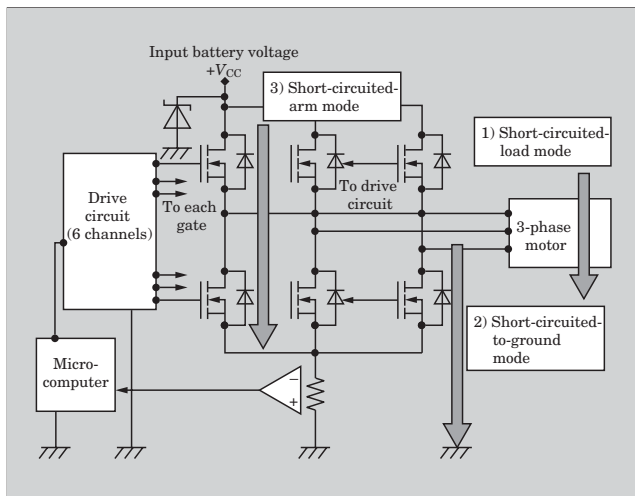 Input battery voltage
+VCC
3) Short-circuited-
arm mode
1) Short-circuited-
load mode
Drive
circuit
(6 channels)
To each
gate
To drive
circuit
3-phase
motor
2) Short-circuited-
to-ground
mode
Micro-
computer
−
+